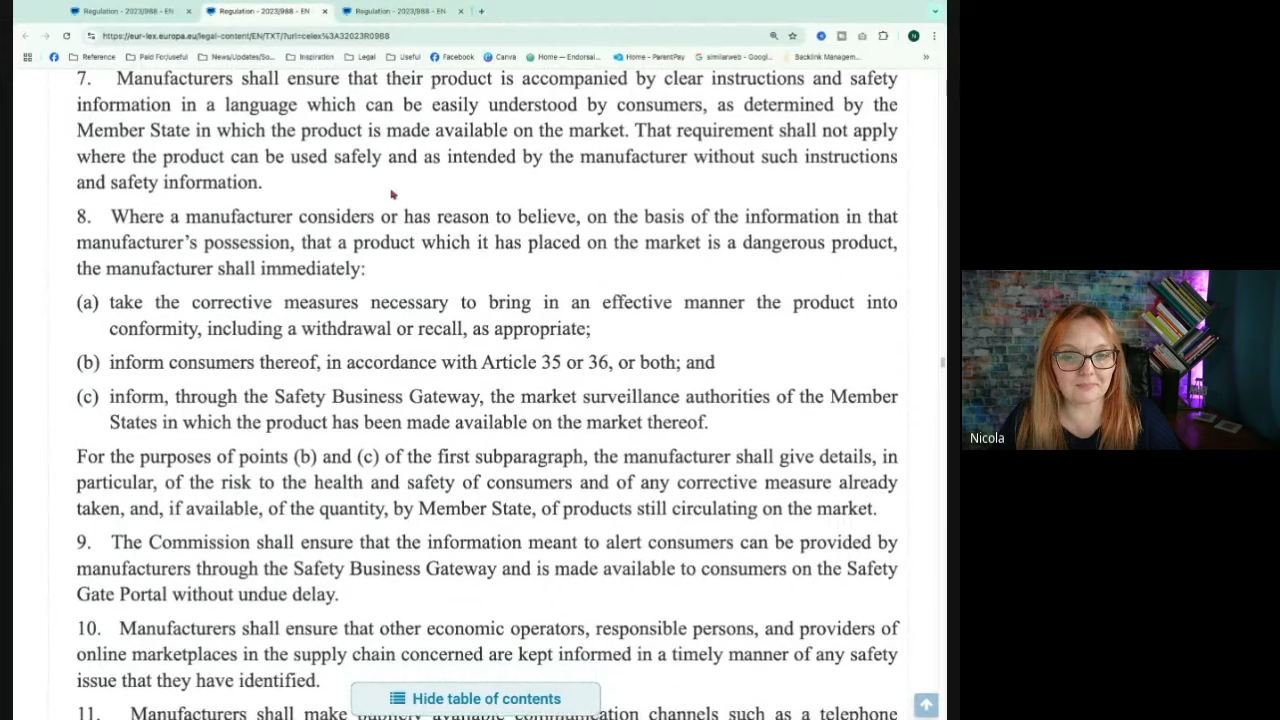 Regulation - 2023/988 - EN
Regulation - 2023/988 - EN
Regulation - 2023/988 - EN
https://eur-lex.europa.eu/legal-content/EN/TXT/?uri=celex%3A32023R0988
Reference
Paid For/useful
News/Updates/So...
Inspiration
Legal
Useful
Facebook
Canva
Home — Endorsal...
Home - ParentPay
similarweb - Googl...
Backlink Managem...
7. Manufacturers shall ensure that their product is accompanied by clear instructions and safety
information in a language which can be easily understood by consumers, as determined by the
Member State in which the product is made available on the market. That requirement shall not apply
where the product can be used safely and as intended by the manufacturer without such instructions
and safety information.
8. Where a manufacturer considers or has reason to believe, on the basis of the information in that
manufacturer’s possession, that a product which it has placed on the market is a dangerous product,
the manufacturer shall immediately:
(a) take the corrective measures necessary to bring in an effective manner the product into
conformity, including a withdrawal or recall, as appropriate;
(b) inform consumers thereof, in accordance with Article 35 or 36, or both; and
(c) inform, through the Safety Business Gateway, the market surveillance authorities of the Member
States in which the product has been made available on the market thereof.
For the purposes of points (b) and (c) of the first subparagraph, the manufacturer shall give details, in
particular, of the risk to the health and safety of consumers and of any corrective measure already
taken, and, if available, of the quantity, by Member State, of products still circulating on the market.
9. The Commission shall ensure that the information meant to alert consumers can be provided by
manufacturers through the Safety Business Gateway and is made available to consumers on the Safety
Gate Portal without undue delay.
10. Manufacturers shall ensure that other economic operators, responsible persons, and providers of
online marketplaces in the supply chain concerned are kept informed in a timely manner of any safety
issue that they have identified.
Hide table of contents
11. Manufacturers shall make publicly available communication channels such as a telephone
Nicola